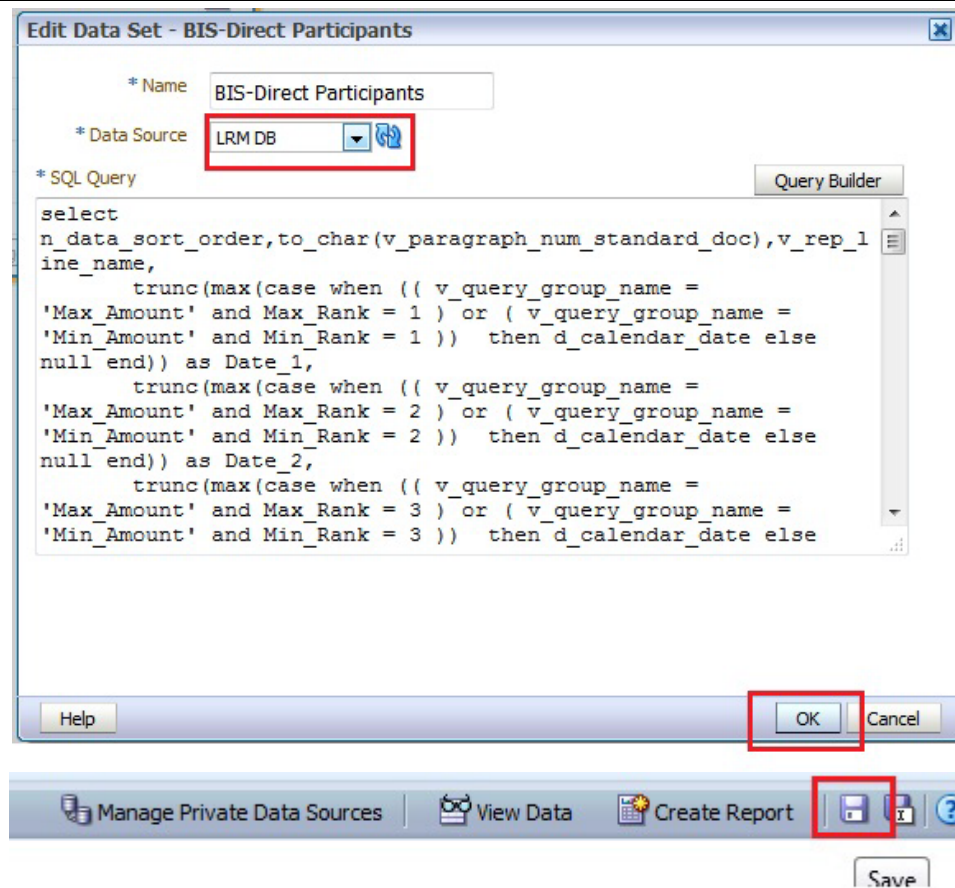 Edit Data Set - BIS-Direct Participants
* Name BIS-Direct Participants
* Data Source LRM DB
* SQL Query Query Builder
select
n_data_sort_order,to_char(v_paragraph_num_standard_doc),v_rep_l
ine_name,
trunc(max(case when (( v_query_group_name =
'Max_Amount' and Max_Rank = 1 ) or ( v_query_group_name =
'Min_Amount' and Min_Rank = 1 ))  then d_calendar_date else
null end)) as Date_1,
trunc(max(case when (( v_query_group_name =
'Max_Amount' and Max_Rank = 2 ) or ( v_query_group_name =
'Min_Amount' and Min_Rank = 2 ))  then d_calendar_date else
null end)) as Date_2,
trunc(max(case when (( v_query_group_name =
'Max_Amount' and Max_Rank = 3 ) or ( v_query_group_name =
'Min_Amount' and Min_Rank = 3 ))  then d_calendar_date else
Help OK Cancel
Manage Private Data Sources View Data Create Report
Save